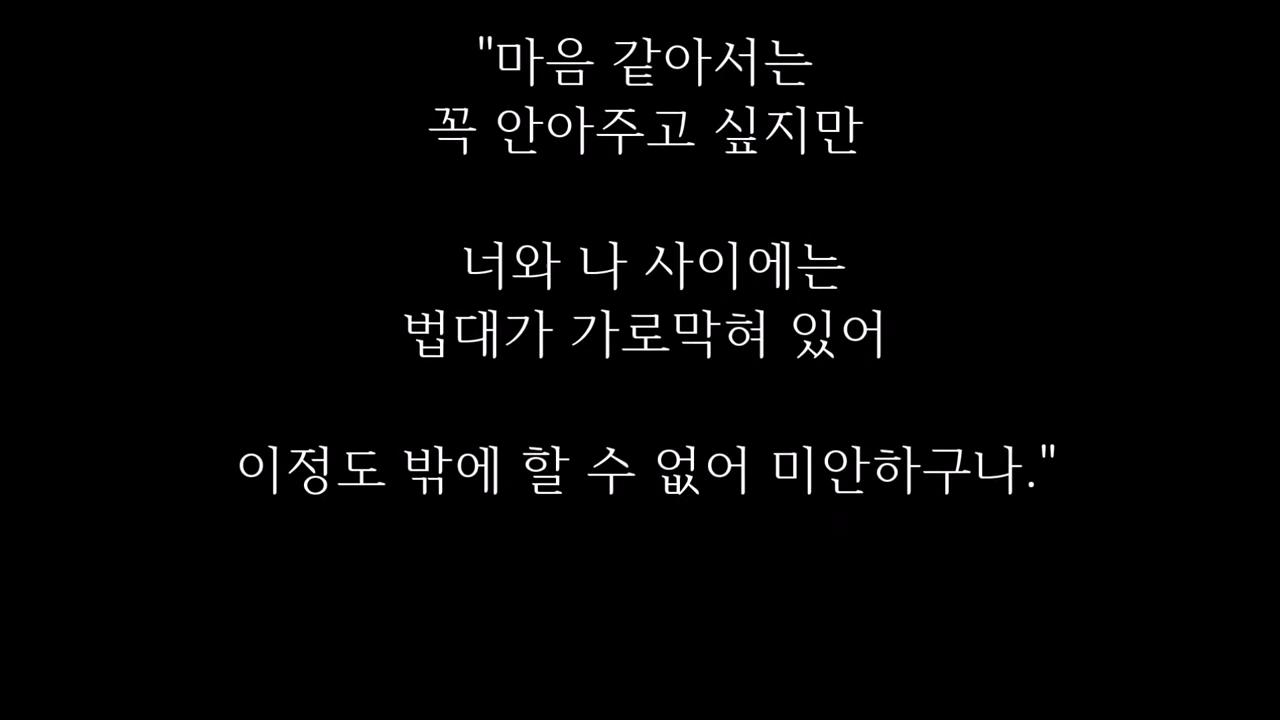 "마음 같아서는
꼭 안아주고 싶지만
너와 나 사이에는
법대가 가로막혀 있어
이정도 밖에 할 수 없어 미안하구나."